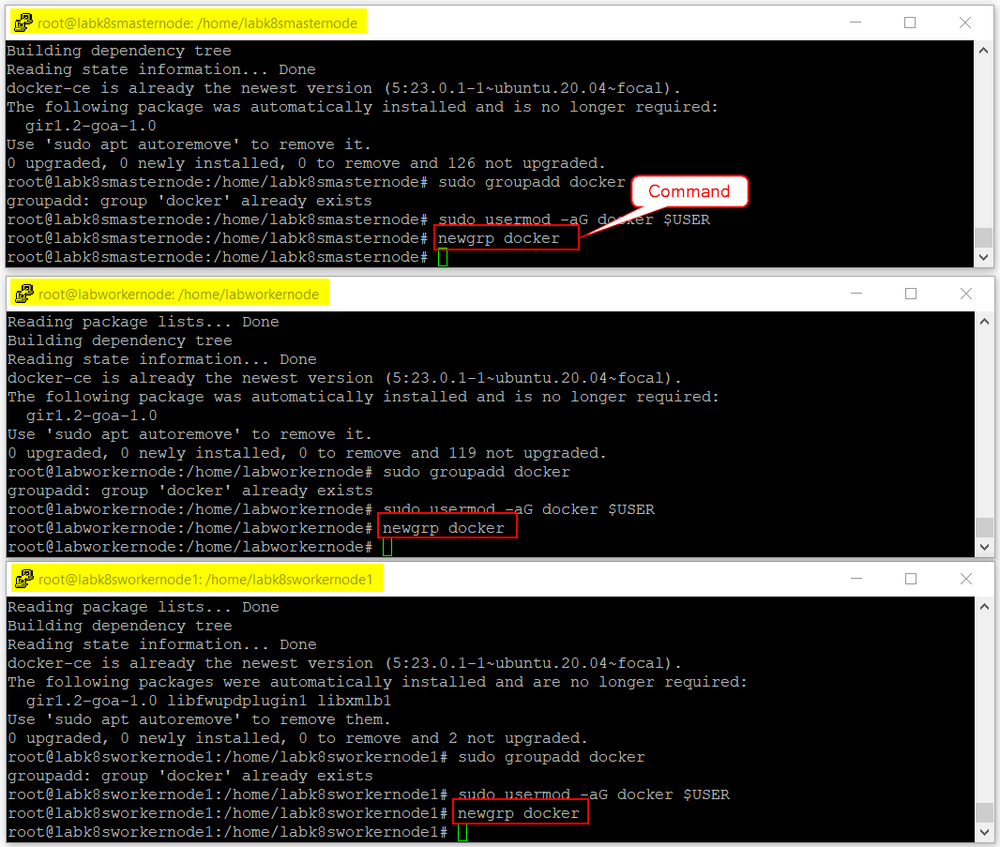 root@labk8smasternode: /home/labk8smasternode
Building dependency tree
Reading state information... Done
docker-ce is already the newest version (5:23.0.1-1~ubuntu.20.04~focal).
The following package was automatically installed and is no longer required:
  gir1.2-goa-1.0
Use 'sudo apt autoremove' to remove it.
0 upgraded, 0 newly installed, 0 to remove and 126 not upgraded.
root@labk8smasternode:/home/labk8smasternode# sudo groupadd docker
Command
groupadd: group 'docker' already exists
root@labk8smasternode:/home/labk8smasternode# sudo usermod -aG docker $USER
root@labk8smasternode:/home/labk8smasternode# newgrp docker
root@labk8smasternode:/home/labk8smasternode#
root@labworkernode: /home/labworkernode
Reading package lists... Done
Building dependency tree
Reading state information... Done
docker-ce is already the newest version (5:23.0.1-1~ubuntu.20.04~focal).
The following package was automatically installed and is no longer required:
  gir1.2-goa-1.0
Use 'sudo apt autoremove' to remove it.
0 upgraded, 0 newly installed, 0 to remove and 119 not upgraded.
root@labworkernode:/home/labworkernode# sudo groupadd docker
groupadd: group 'docker' already exists
root@labworkernode:/home/labworkernode# sudo usermod -aG docker $USER
root@labworkernode:/home/labworkernode# newgrp docker
root@labworkernode:/home/labworkernode#
root@labk8sworkernode1: /home/labk8sworkernode1
Reading package lists... Done
Building dependency tree
Reading state information... Done
docker-ce is already the newest version (5:23.0.1-1~ubuntu.20.04~focal).
The following packages were automatically installed and are no longer required:
  gir1.2-goa-1.0 libfwupdplugin1 libxmlb1
Use 'sudo apt autoremove' to remove them.
0 upgraded, 0 newly installed, 0 to remove and 2 not upgraded.
root@labk8sworkernode1:/home/labk8sworkernode1# sudo groupadd docker
groupadd: group 'docker' already exists
root@labk8sworkernode1:/home/labk8sworkernode1# sudo usermod -aG docker $USER
root@labk8sworkernode1:/home/labk8sworkernode1# newgrp docker
root@labk8sworkernode1:/home/labk8sworkernode1#